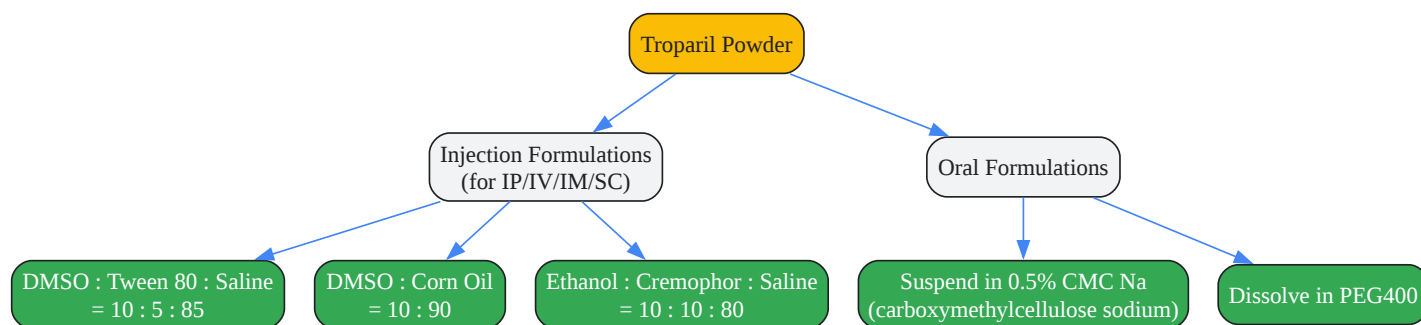 Troparil Powder
Injection Formulations
(for IP/IV/IM/SC)
Oral Formulations
DMSO : Tween 80 : Saline
= 10 : 5 : 85
DMSO : Corn Oil
= 10 : 90
Ethanol : Cremophor : Saline
= 10 : 10 : 80
Suspend in 0.5% CMC Na
(carboxymethylcellulose sodium)
Dissolve in PEG400